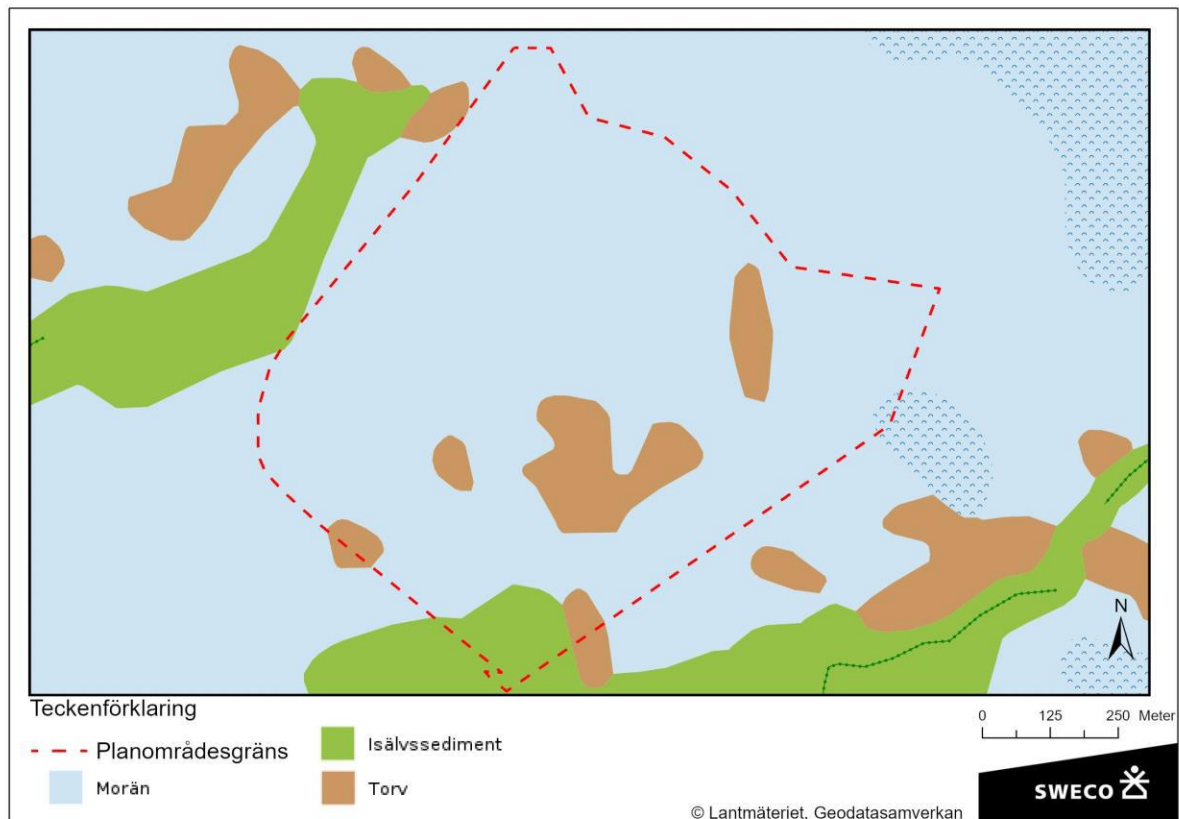 N
Teckenförklaring
Planområdesgräns
Morän
Isälvssediment
Torv
0 125 250 Meter
SWECO
© Lantmäteriet, Geodatasamverkan